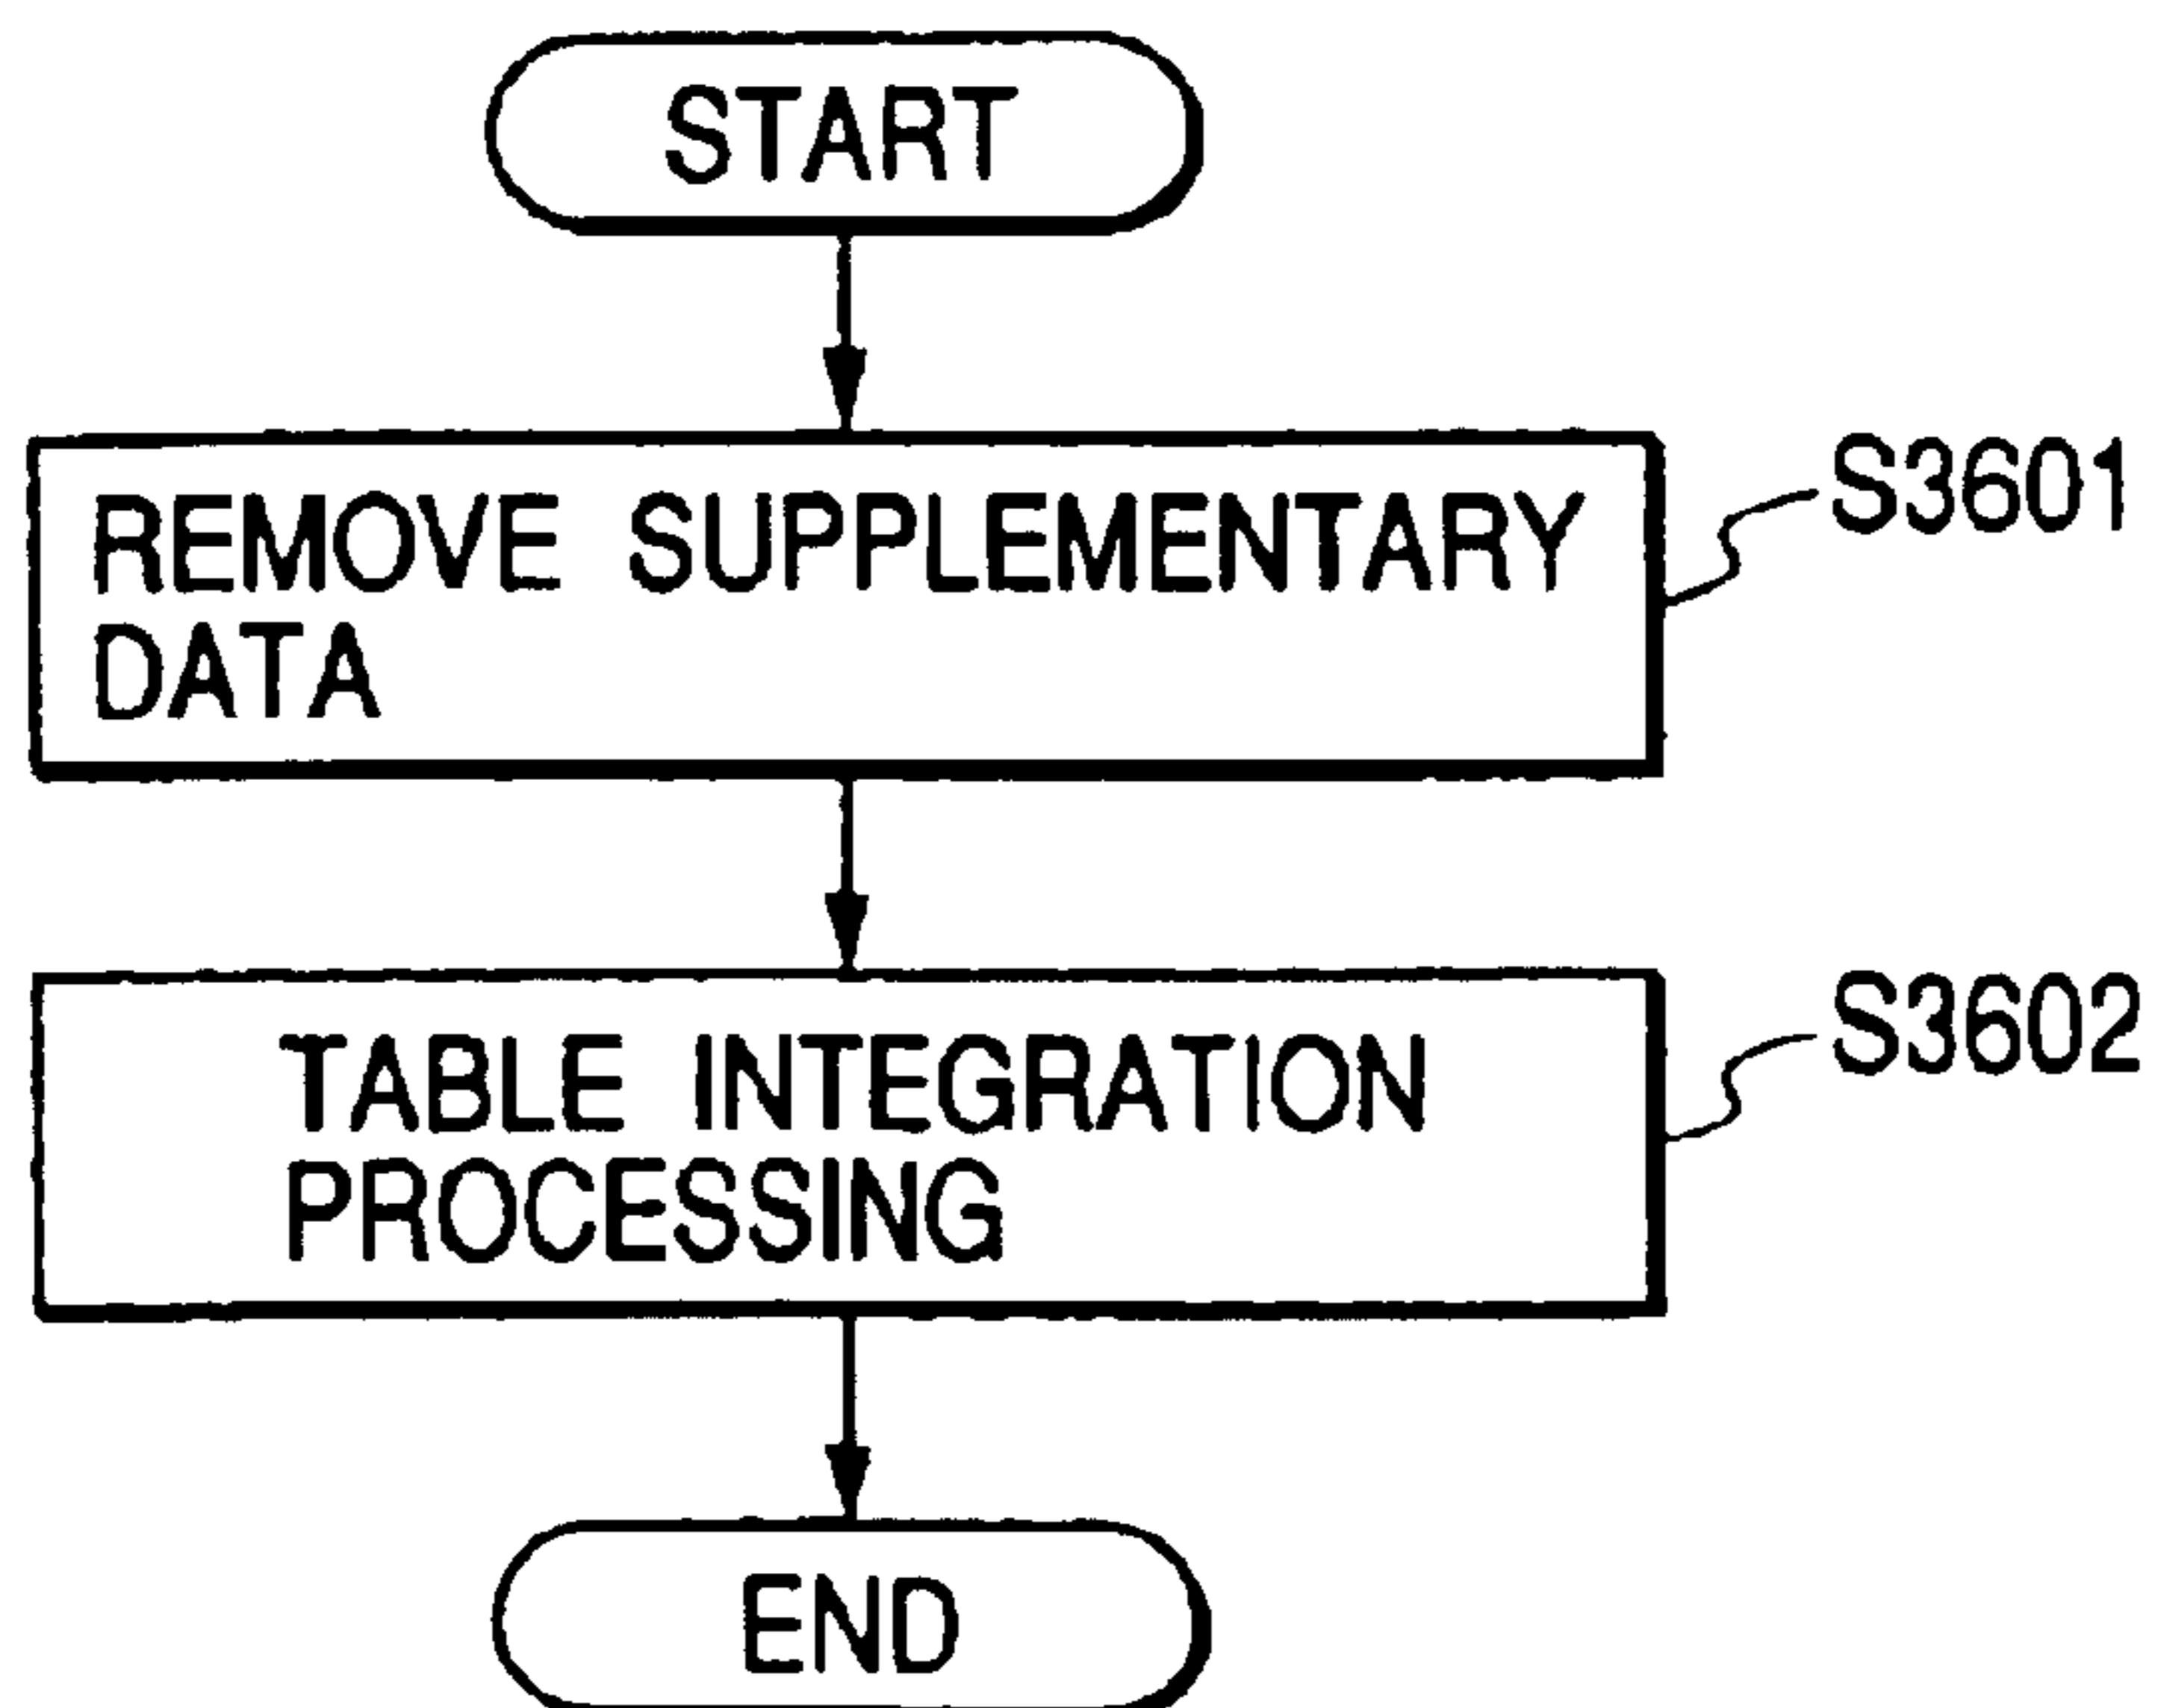 START
REMOVE SUPPLEMENTARY
DATA
S3601
TABLE INTEGRATION
PROCESSING
S3602
END